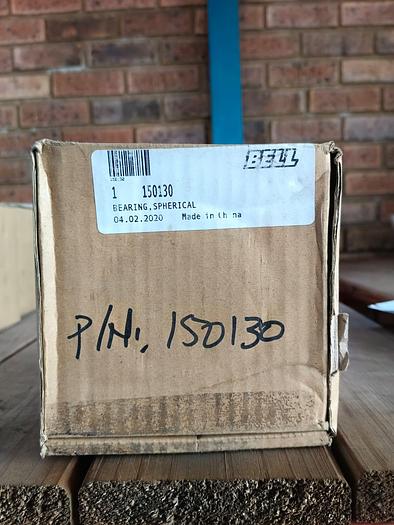 BELL
1 150130
BEARING,SPHERICAL
04.02.2020 Made in China
P/N:, 150130